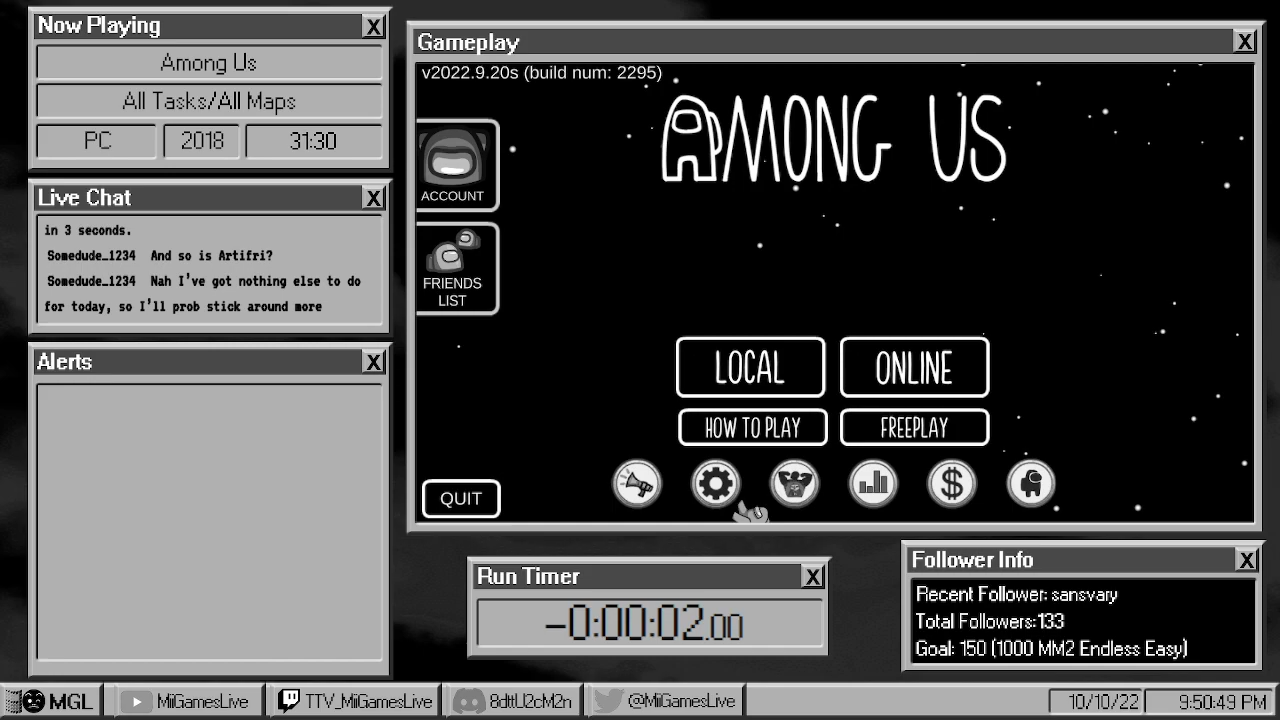 Now Playing
X
Among Us
All Tasks/All Maps
PC
2018
31:30
Live Chat
X
in 3 seconds.
Somedude_1234 And so is Artifri?
Somedude_1234 Nah I've got nothing else to do
for today, so I'll prob stick around more
Alerts
X
Gameplay
X
v2022.9.20s (build num: 2295)
AMONG US
ACCOUNT
FRIENDS
LIST
LOCAL
ONLINE
HOW TO PLAY
FREEPLAY
$
QUIT
Run Timer
X
-0:00:02.00
Follower Info
X
Recent Follower: sansvary
Total Followers:133
Goal: 150 (1000 MM2 Endless Easy)
MGL
MiiGamesLive
TTV_MiiGamesLive
8dttU2cM2n
@MiiGamesLive
10/10/22
9:50:49 PM